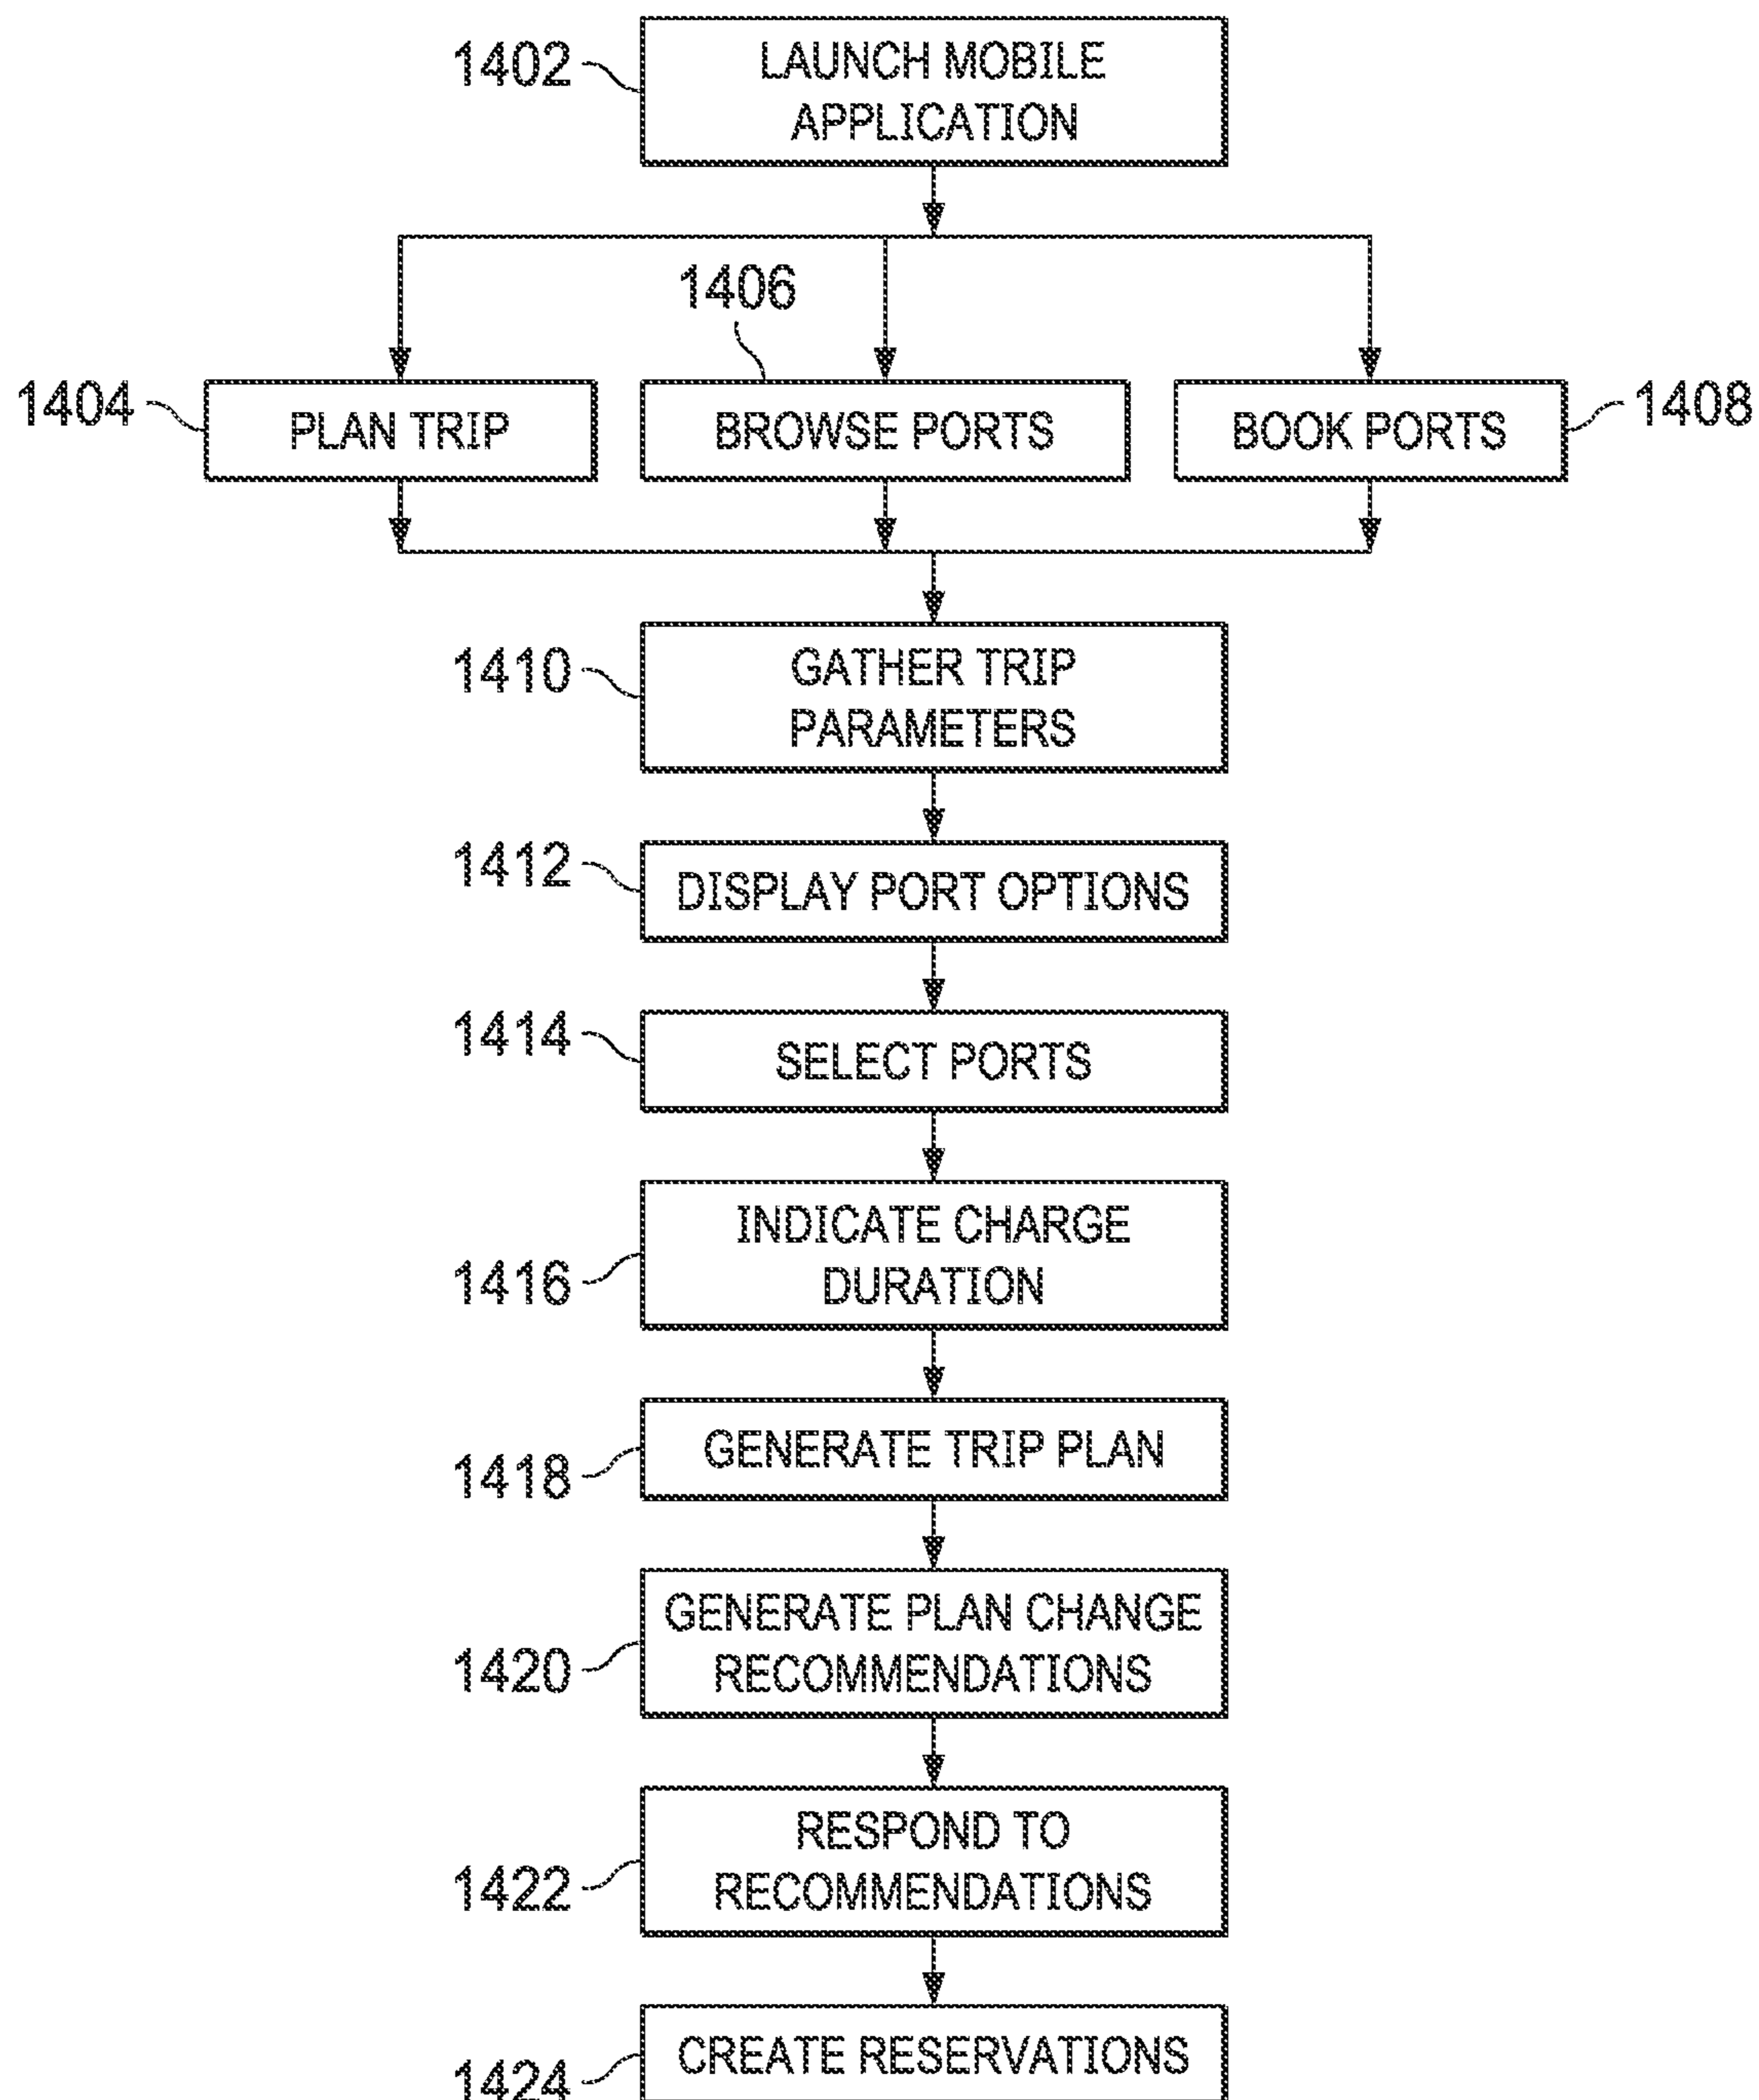 1402
LAUNCH MOBILE
APPLICATION
1406
1404
PLAN TRIP
BROWSE PORTS
BOOK PORTS
1408
1410
GATHER TRIP
PARAMETERS
1412
DISPLAY PORT OPTIONS
1414
SELECT PORTS
INDICATE CHARGE
DURATION
1416
GENERATE TRIP PLAN
1418
GENERATE PLAN CHANGE
RECOMMENDATIONS
1420
RESPOND TO
RECOMMENDATIONS
1422
CREATE RESERVATIONS
1424